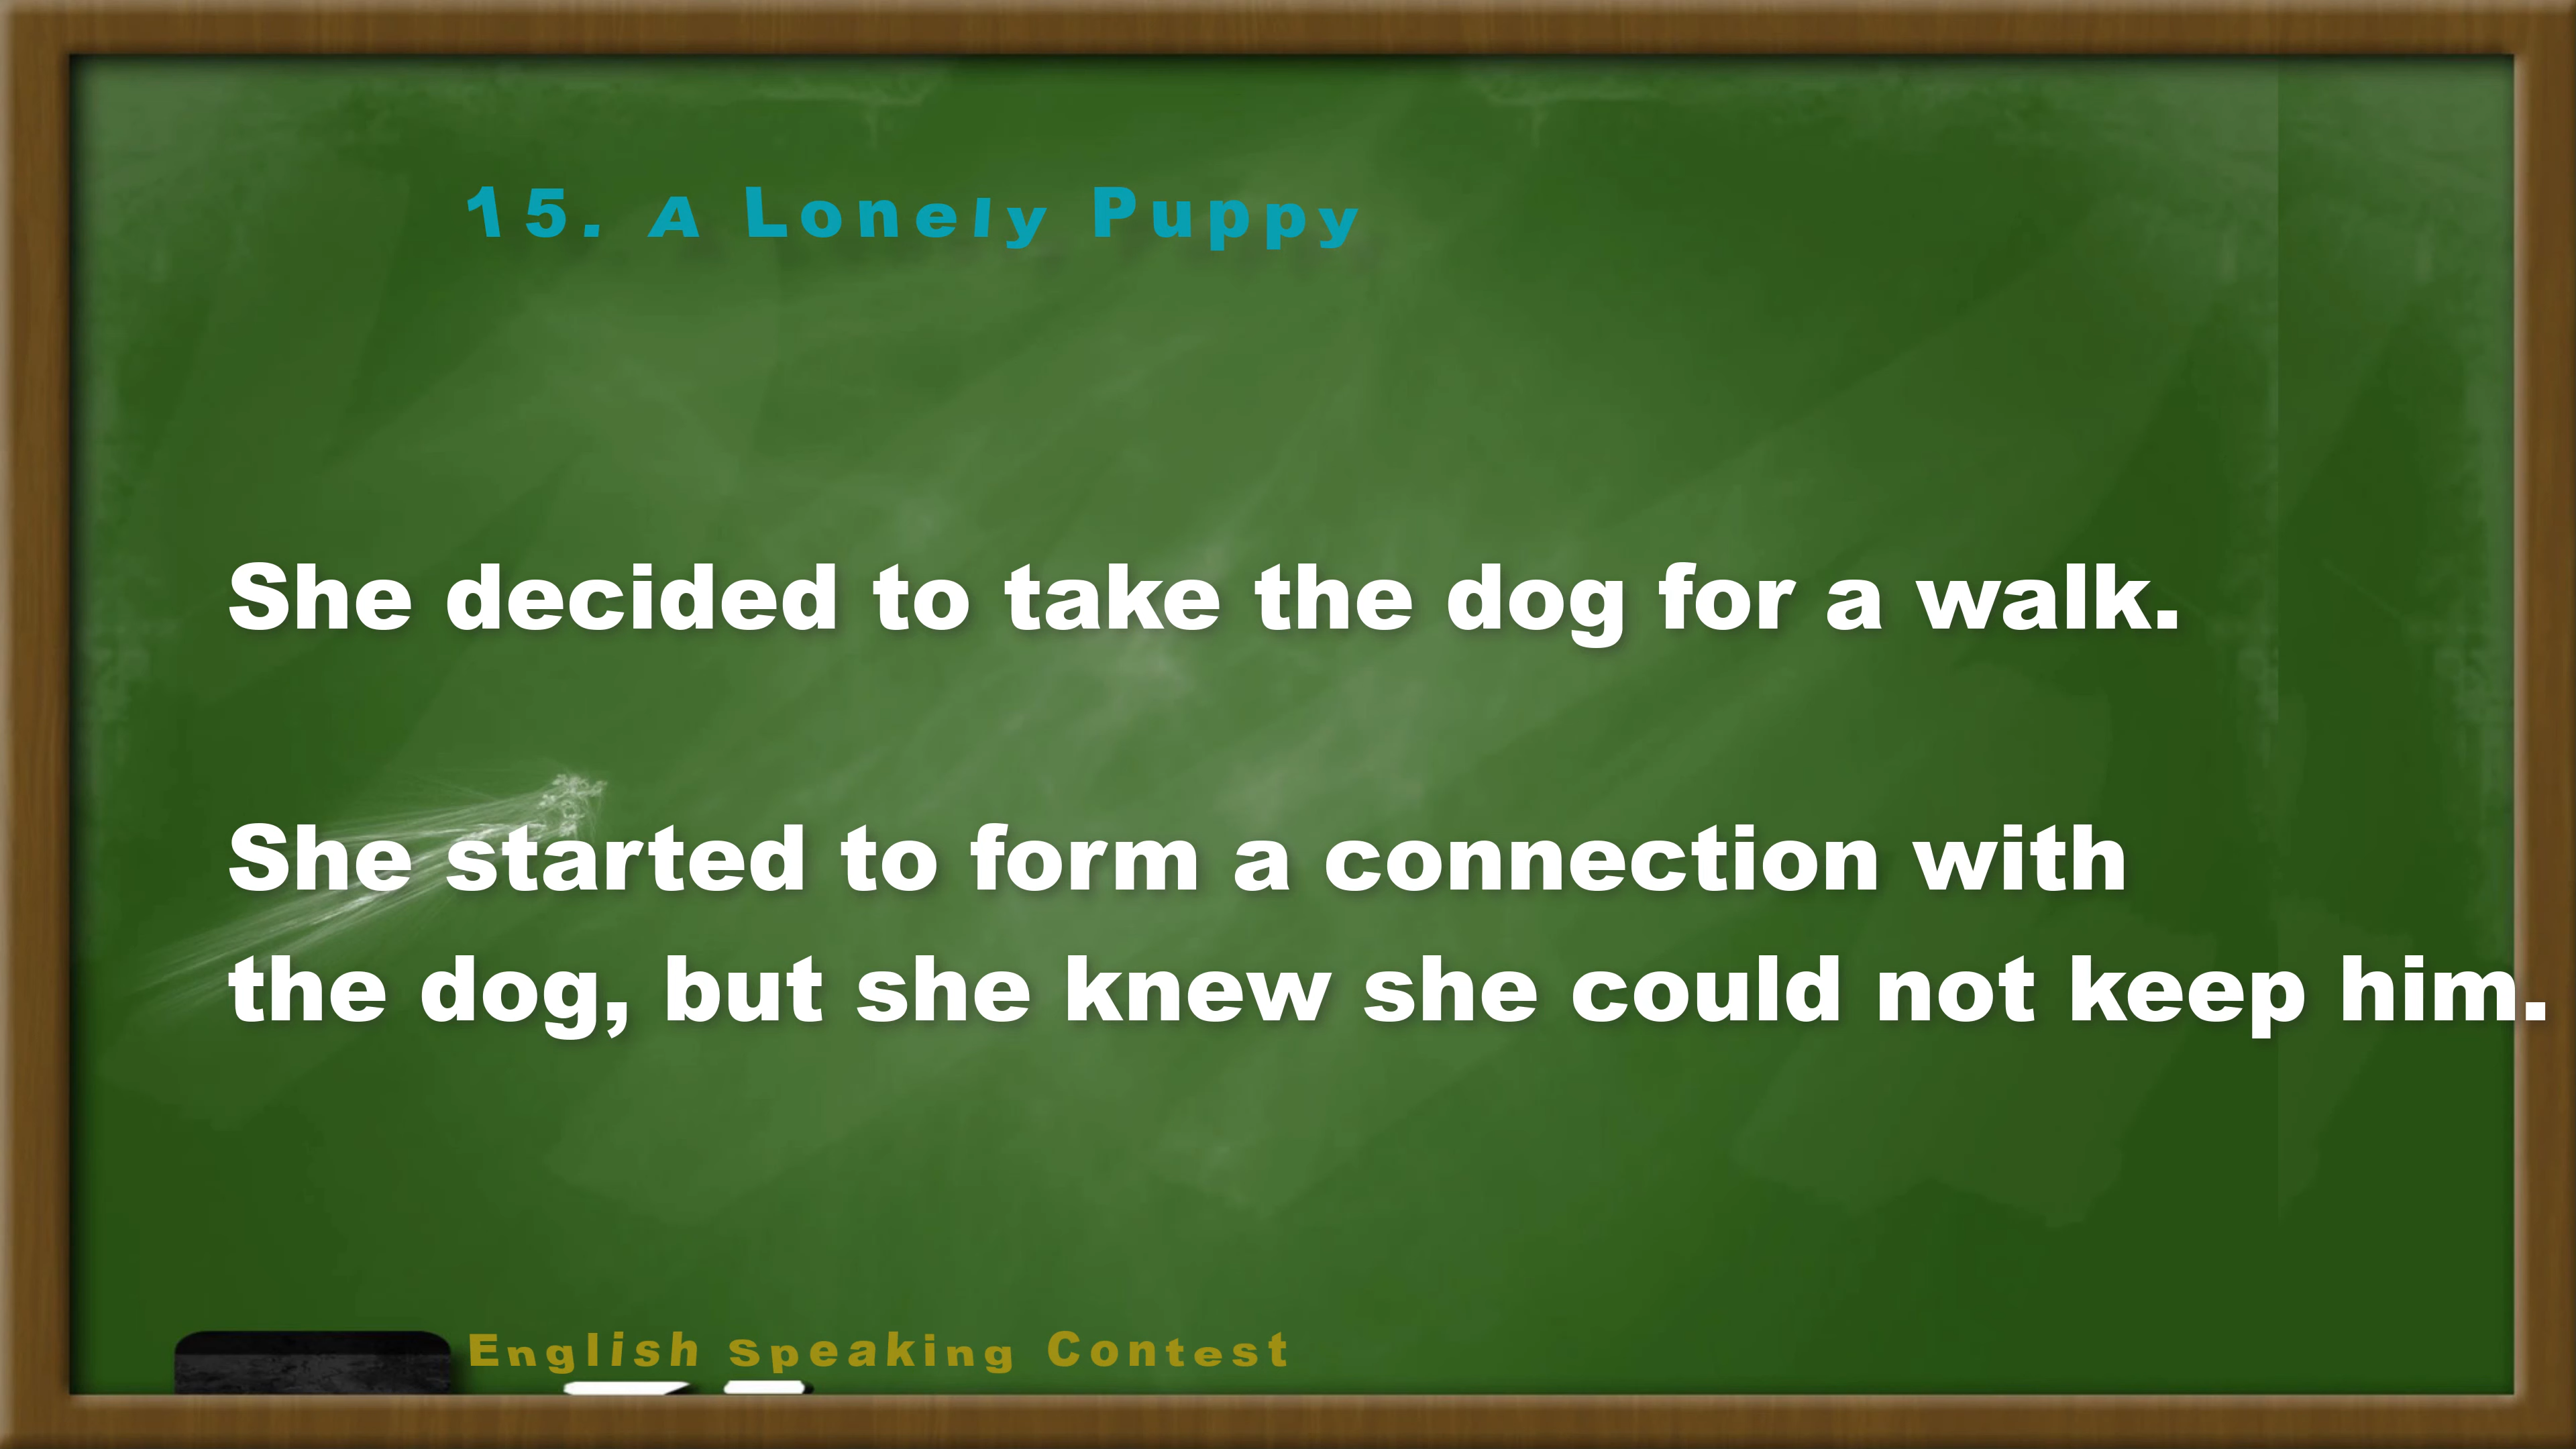 15. A Lonely Puppy
She decided to take the dog for a walk.
She started to form a connection with
the dog, but she knew she could not keep him.
English Speaking Contest